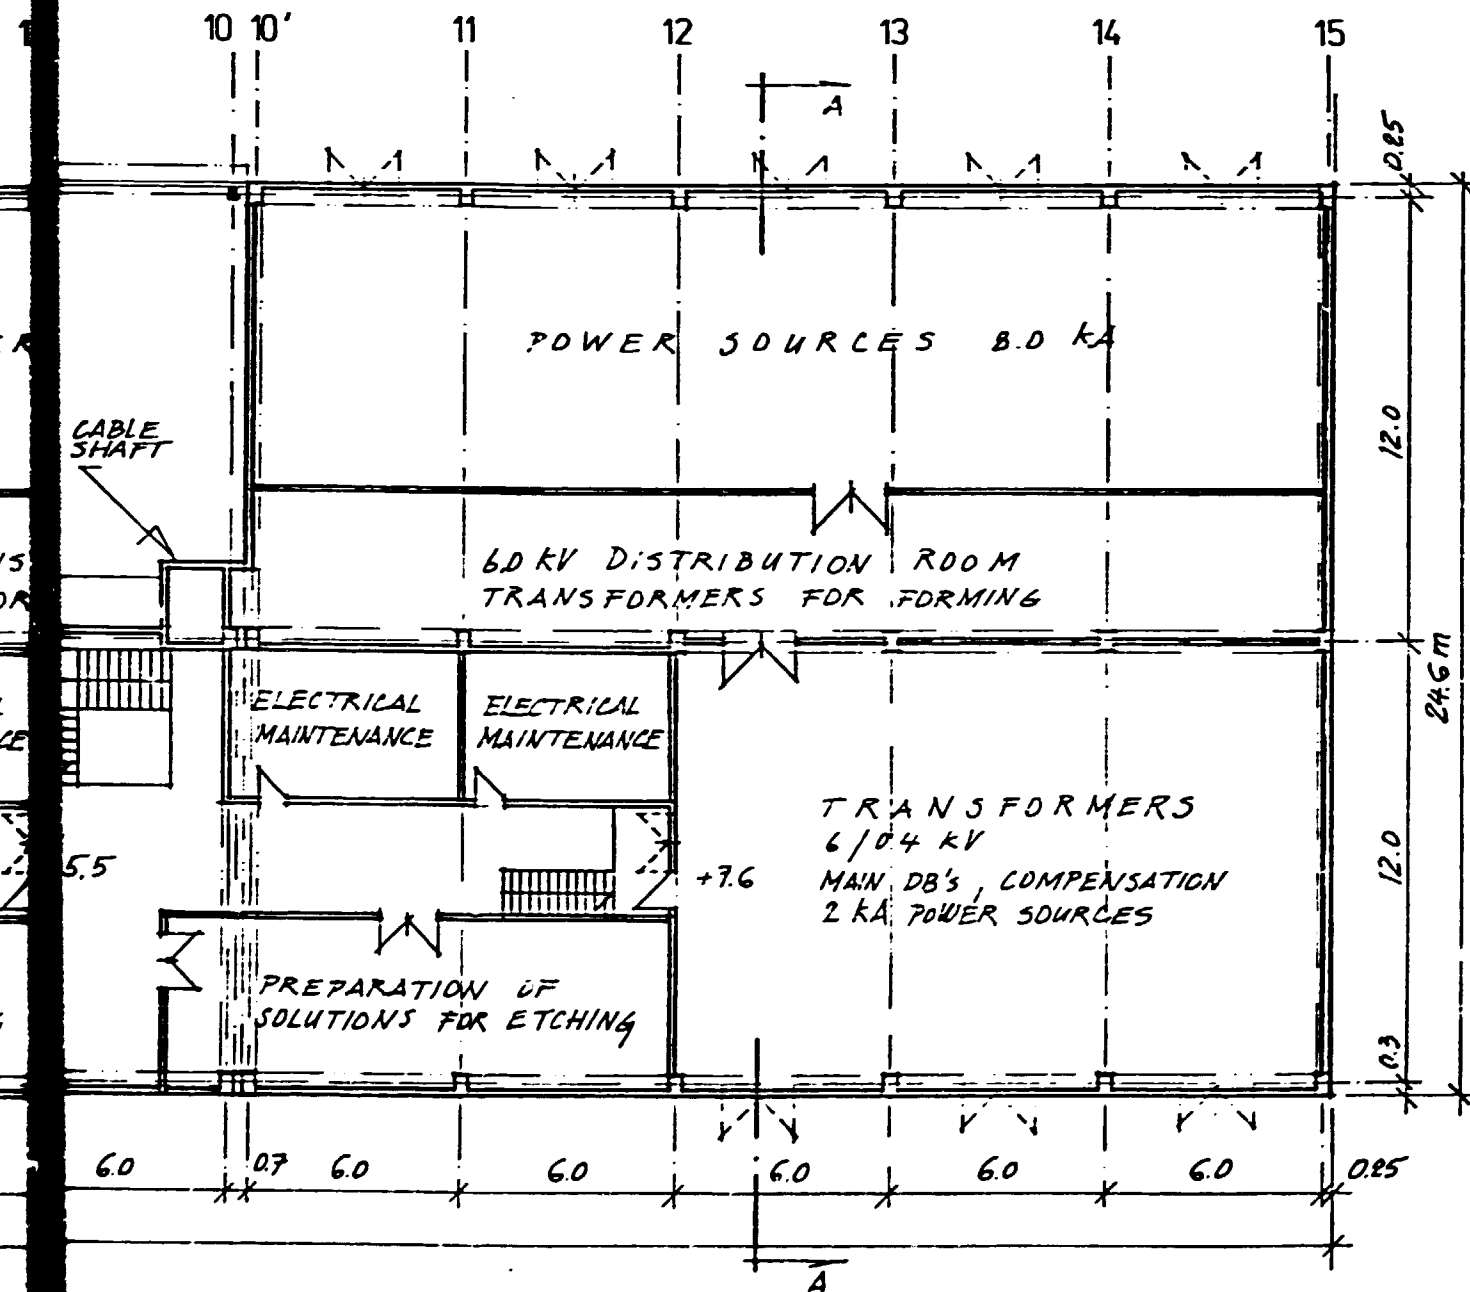 10 10' 11 12 13 14 15
A
0.25
POWER SOURCES 8.0 kA
12.0
CABLE
SHAFT
6.0 KV DiSTRIBUTION ROOM
TRANSFORMERS FOR FORMING
24.6 m
ELECTRICAL
MAINTENANCE
ELECTRICAL
MAINTENANCE
TRANSFORMERS
6/0.4 KV
MAIN DB's, COMPENSATION
2 KA POWER SOURCES
5,5
+7.6
12.0
PREPARATION OF
SOLUTIONS FOR ETCHING
0.3
6.0 0.7 6.0 6.0 6.0 6.0 6.0 0.25
A